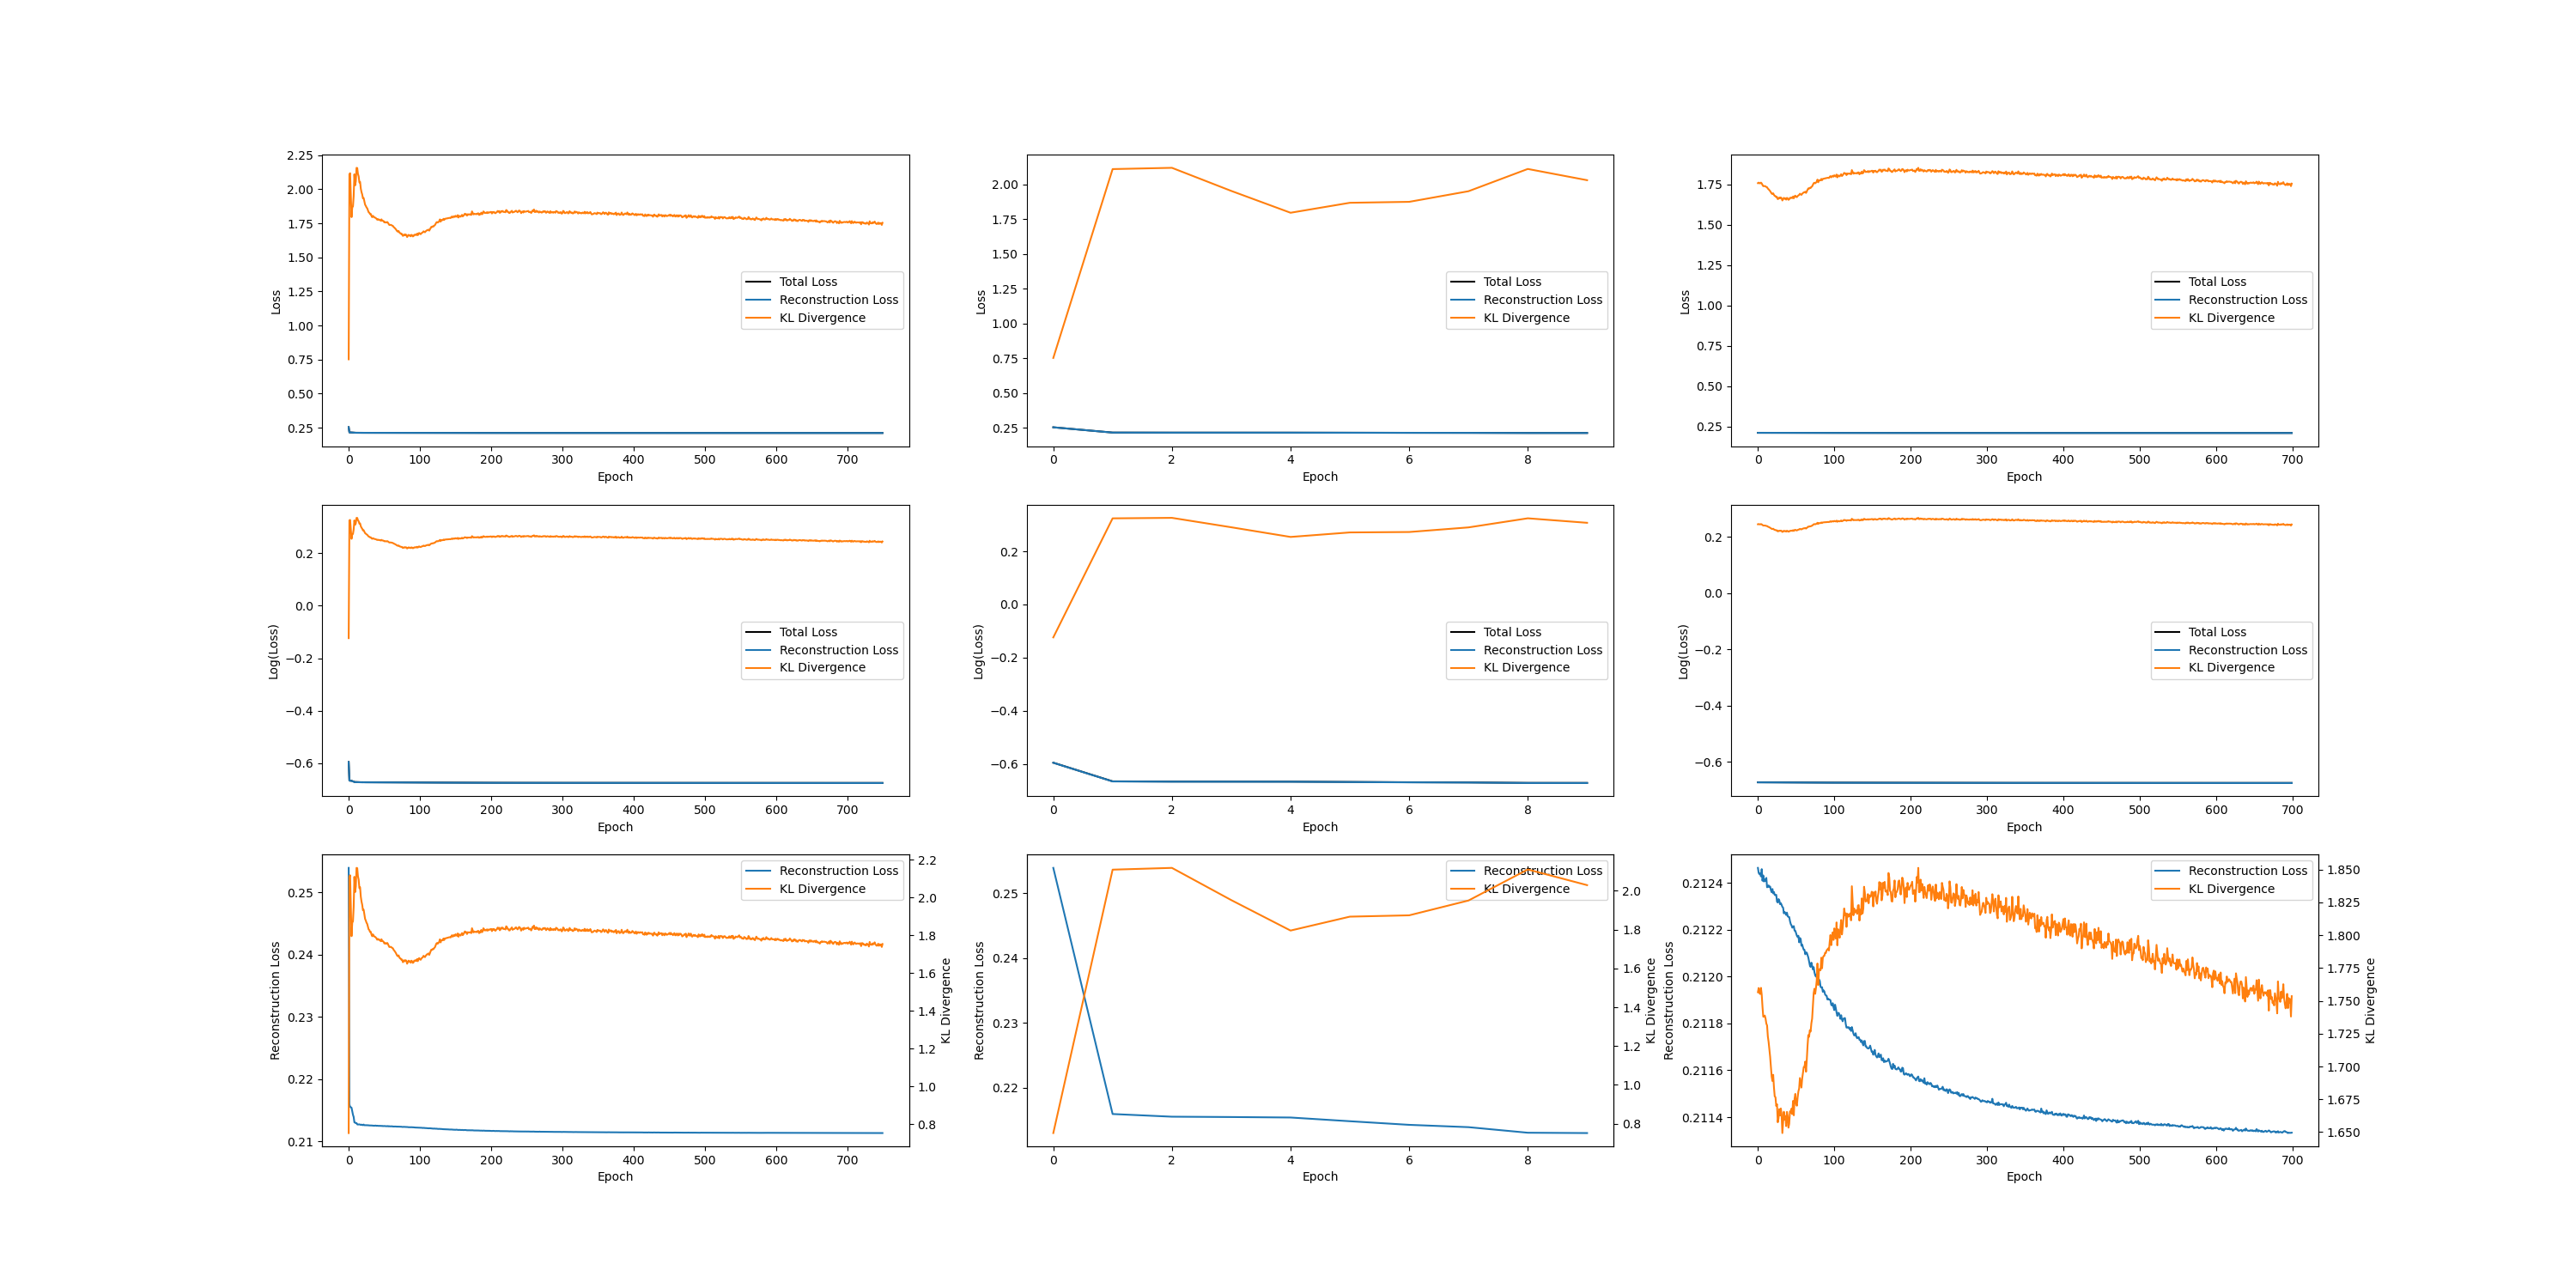 2.25
2.00
1.75
1.50
1.25
1.00
0.75
0.50
0.25
Loss
Total Loss
Reconstruction Loss
KL Divergence
0 100 200 300 400 500 600 700
Epoch
2.00
1.75
1.50
1.25
1.00
0.75
0.50
0.25
Loss
Total Loss
Reconstruction Loss
KL Divergence
0 2 4 6 8
Epoch
1.75
1.50
1.25
1.00
0.75
0.50
0.25
Loss
Total Loss
Reconstruction Loss
KL Divergence
0 100 200 300 400 500 600 700
Epoch
0.2
0.0
−0.2
−0.4
−0.6
Log(Loss)
Total Loss
Reconstruction Loss
KL Divergence
0 100 200 300 400 500 600 700
Epoch
0.2
0.0
−0.2
−0.4
−0.6
Log(Loss)
Total Loss
Reconstruction Loss
KL Divergence
0 2 4 6 8
Epoch
0.2
0.0
−0.2
−0.4
−0.6
Log(Loss)
Total Loss
Reconstruction Loss
KL Divergence
0 100 200 300 400 500 600 700
Epoch
0.25
0.24
0.23
0.22
0.21
Reconstruction Loss
Reconstruction Loss
KL Divergence
2.2
2.0
1.8
1.6
1.4
1.2
1.0
0.8
KL Divergence
0 100 200 300 400 500 600 700
Epoch
0.25
0.24
0.23
0.22
Reconstruction Loss
Reconstruction Loss
KL Divergence
2.0
1.8
1.6
1.4
1.2
1.0
0.8
KL Divergence
0 2 4 6 8
Epoch
0.2124
0.2122
0.2120
0.2118
0.2116
0.2114
Reconstruction Loss
Reconstruction Loss
KL Divergence
1.850
1.825
1.800
1.775
1.750
1.725
1.700
1.675
1.650
KL Divergence
0 100 200 300 400 500 600 700
Epoch